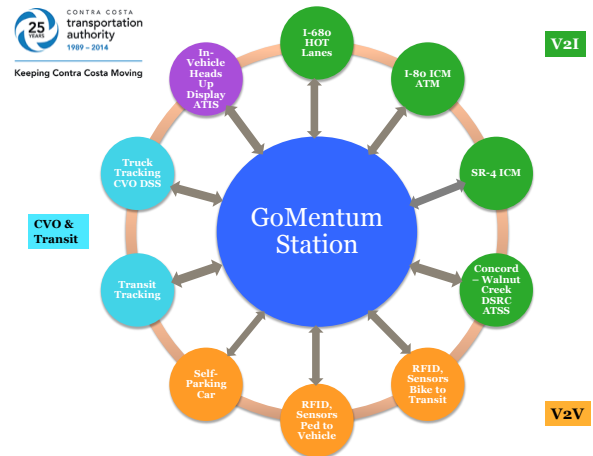 CONTRA COSTA
transportation
authority
1989 – 2014
25
YEARS
Keeping Contra Costa Moving
V2I
I-680
HOT
Lanes
In-
Vehicle
Heads
Up
Display
ATIS
I-80 ICM
ATM
Truck
Tracking
CVO DSS
SR-4 ICM
GoMentum
Station
CVO &
Transit
Transit
Tracking
Concord
– Walnut
Creek
DSRC
ATSS
Self-
Parking
Car
RFID,
Sensors
Ped to
Vehicle
RFID,
Sensors
Bike to
Transit
V2V